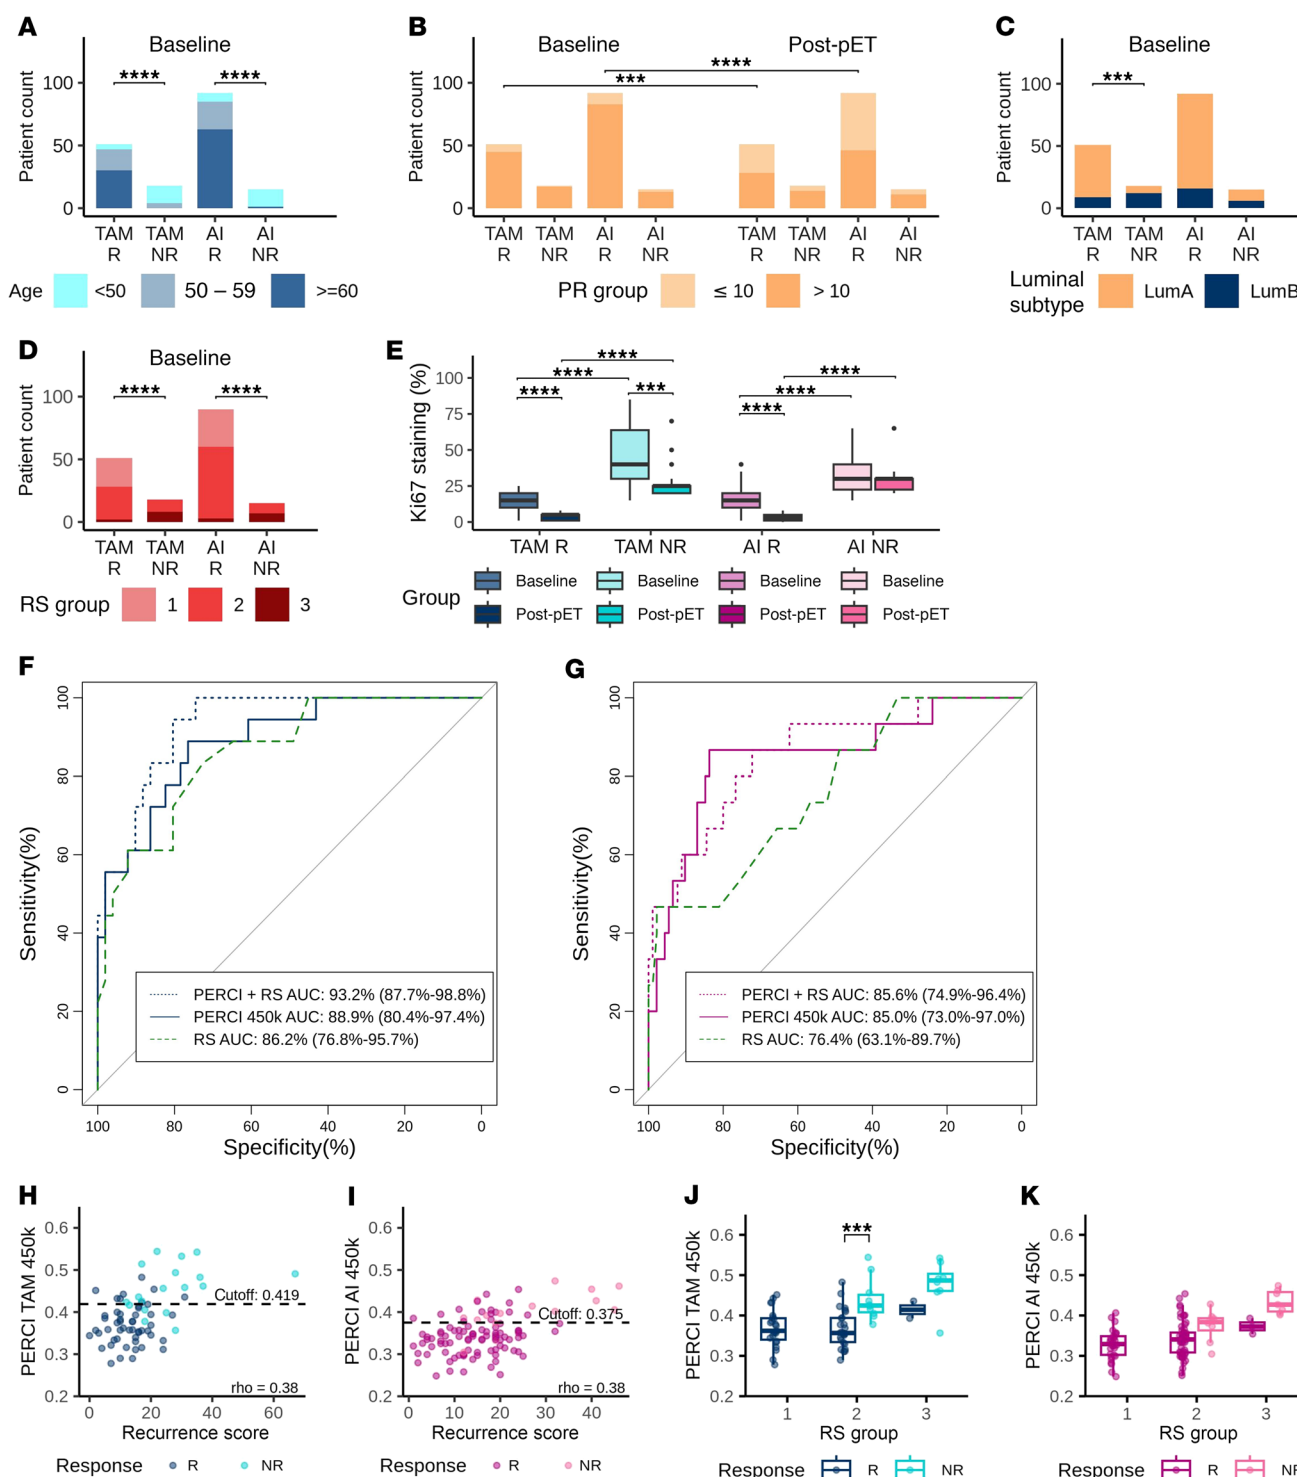 A
Baseline
****
****
Patient count
100
50
0
TAM R
TAM NR
AI R
AI NR
Age
<50
50 – 59
>=60
B
Baseline
Post-pET
***
****
Patient count
100
50
0
TAM R
TAM NR
AI R
AI NR
TAM R
TAM NR
AI R
AI NR
PR group
≤ 10
> 10
C
Baseline
***
Patient count
100
50
0
TAM R
TAM NR
AI R
AI NR
Luminal subtype
LumA
LumB
D
Baseline
****
****
Patient count
100
50
0
TAM R
TAM NR
AI R
AI NR
RS group
1
2
3
E
Ki67 staining (%)
100
75
50
25
0
****
****
****
***
****
****
****
TAM R
TAM NR
AI R
AI NR
Group
Baseline
Baseline
Baseline
Baseline
Post-pET
Post-pET
Post-pET
Post-pET
F
Sensitivity(%)
100
80
60
40
20
0
PERCI + RS AUC: 93.2% (87.7%-98.8%)
PERCI 450k AUC: 88.9% (80.4%-97.4%)
RS AUC: 86.2% (76.8%-95.7%)
100 80 60 40 20 0
Specificity(%)
G
Sensitivity(%)
100
80
60
40
20
0
PERCI + RS AUC: 85.6% (74.9%-96.4%)
PERCI 450k AUC: 85.0% (73.0%-97.0%)
RS AUC: 76.4% (63.1%-89.7%)
100 80 60 40 20 0
Specificity(%)
H
PERCI TAM 450k
0.6
0.5
0.4
0.3
0.2
Cutoff: 0.419
rho = 0.38
0 20 40 60
Recurrence score
Response R NR
I
PERCI AI 450k
0.6
0.5
0.4
0.3
0.2
Cutoff: 0.375
rho = 0.38
0 10 20 30 40
Recurrence score
Response R NR
J
PERCI TAM 450k
0.6
0.5
0.4
0.3
0.2
***
1 2 3
RS group
Response R NR
K
PERCI AI 450k
0.6
0.5
0.4
0.3
0.2
1 2 3
RS group
Response R NR